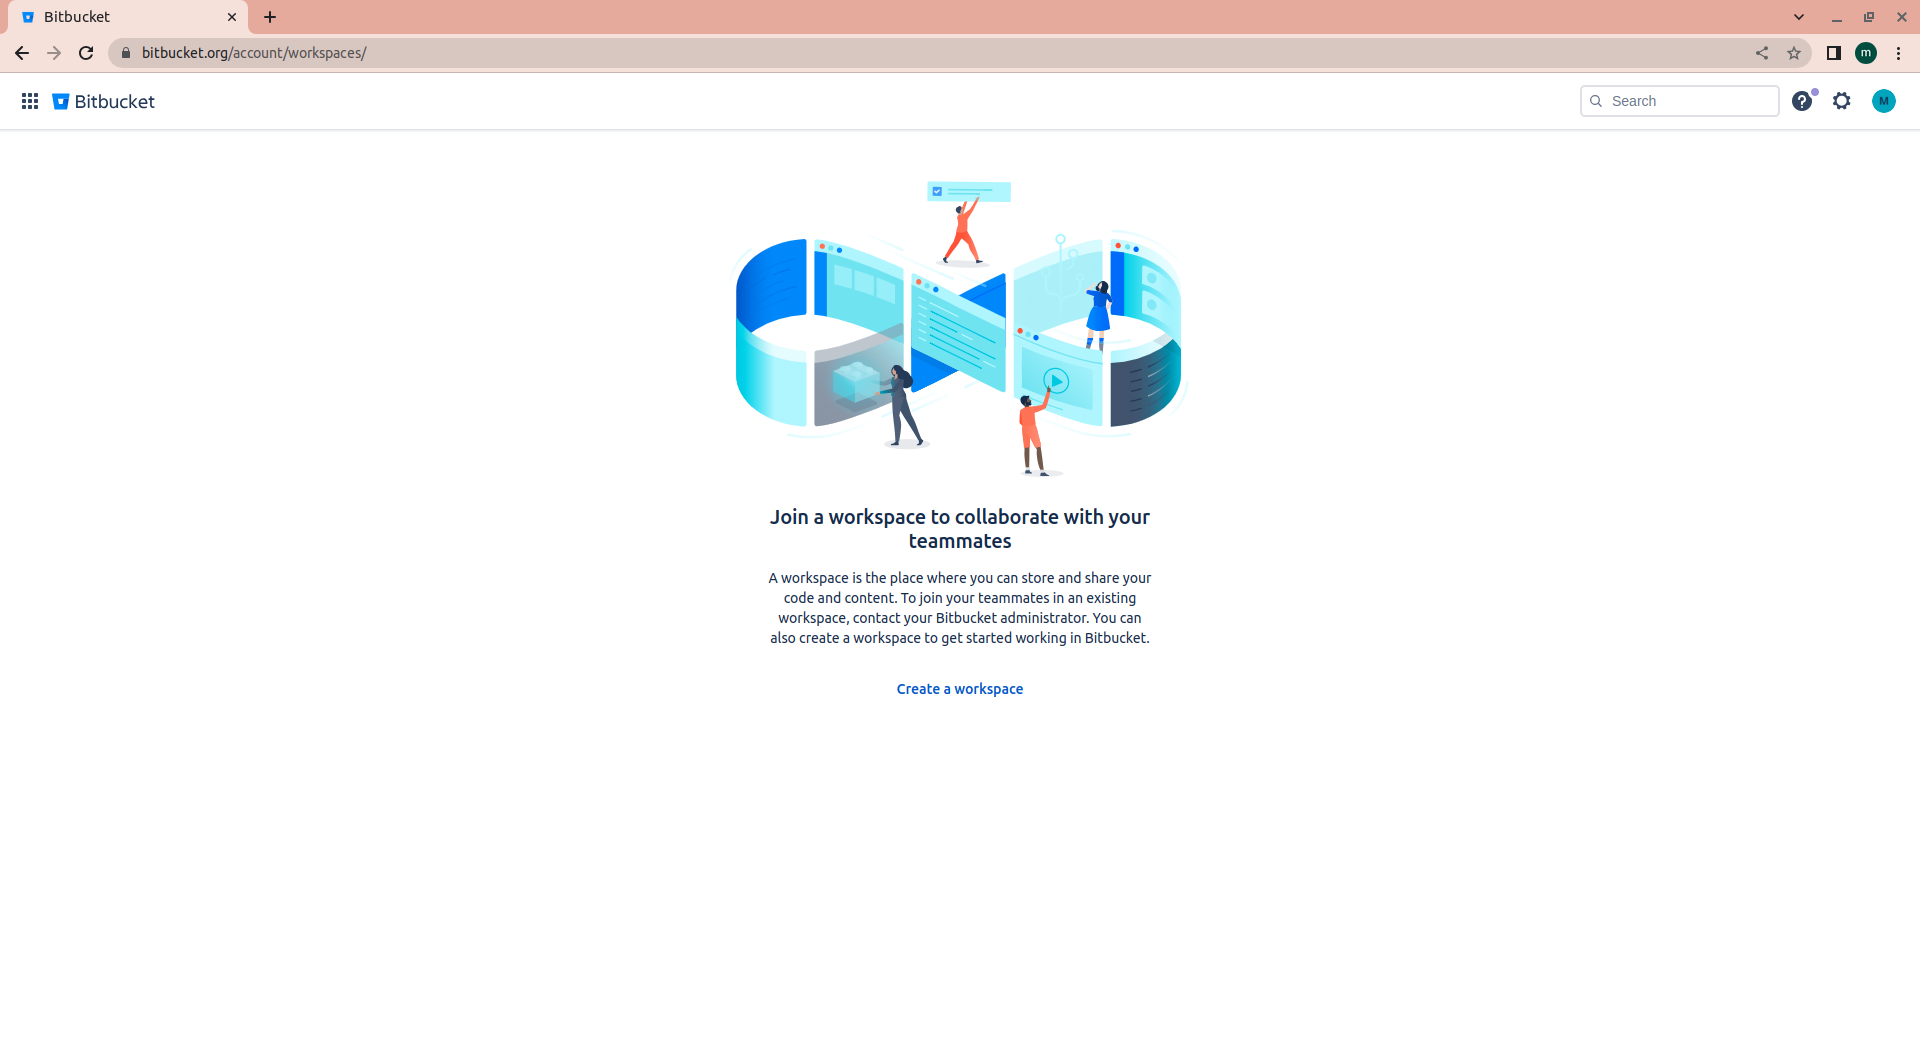 Bitbucket
bitbucket.org/account/workspaces/
m
Bitbucket
Search
M
Join a workspace to collaborate with your
teammates
A workspace is the place where you can store and share your
code and content. To join your teammates in an existing
workspace, contact your Bitbucket administrator. You can
also create a workspace to get started working in Bitbucket.
Create a workspace